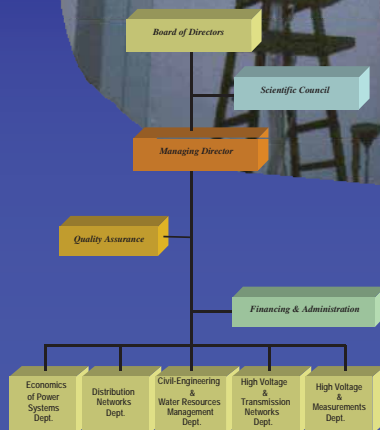 Board of Directors
Scientific Council
Managing Director
Quality Assurance
Financing & Administration
Economics
of Power
Systems
Dept.
Distribution
Networks
Dept.
Civil-Engineering
&
Water Resources
Management
Dept.
High Voltage
&
Transmission
Networks
Dept.
High Voltage
&
Measurements
Dept.